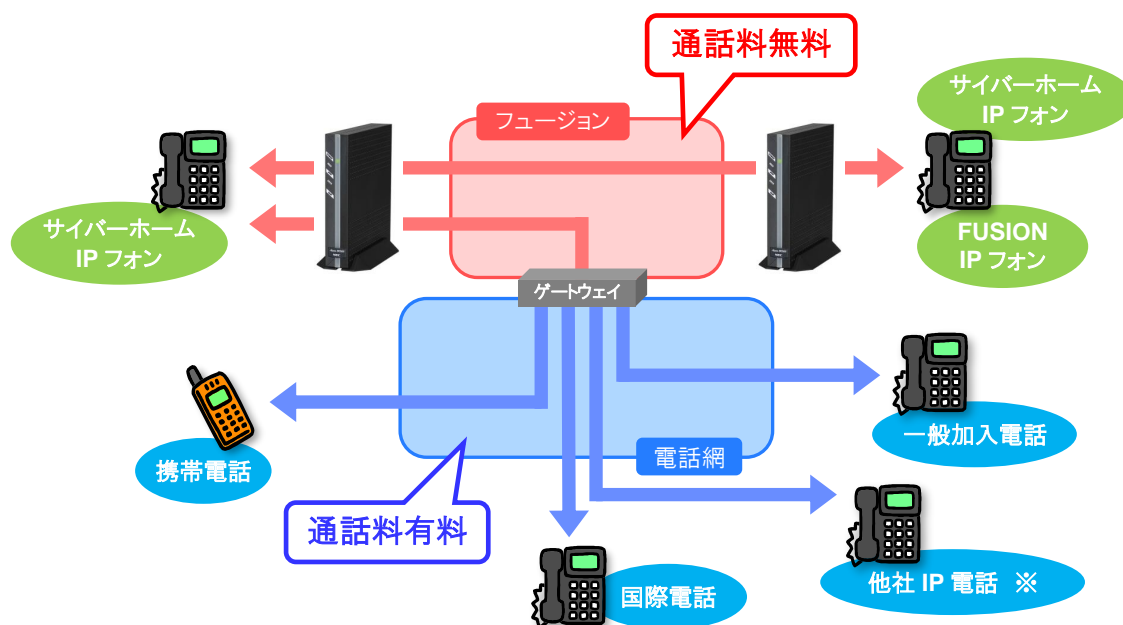 通話料無料
サイバーホーム
IP フォン
フュージョン
サイバーホーム
IP フォン
FUSION
IP フォン
ゲートウェイ
一般加入電話
携帯電話
電話網
通話料有料
他社 IP 電話 ※
国際電話